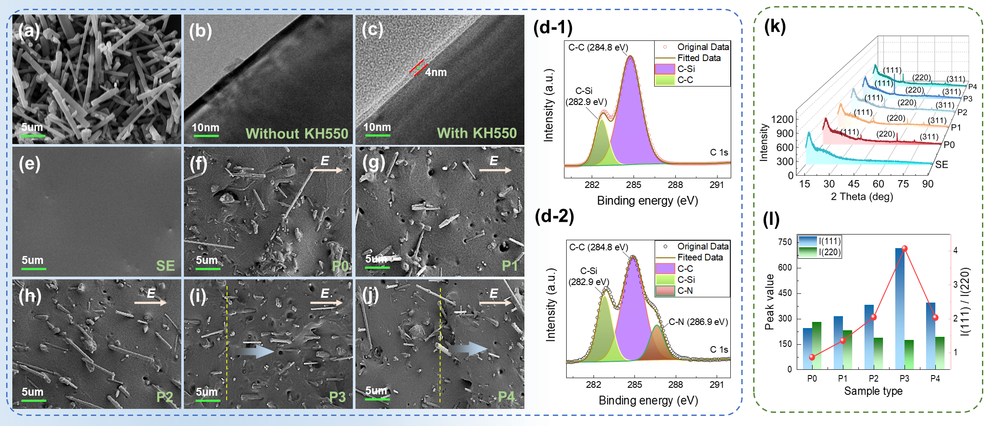 (a)
5um
(b)
10nm
Without KH550
(c)
4nm
10nm
With KH550
(d-1)
C-C (284.8 eV)
C-Si
(282.9 eV)
Original Data
Fitted Data
C-Si
C-C
C 1s
Intensity (a.u.)
282 285 288 291
Binding energy (eV)
(d-2)
C-C (284.8 eV)
C-Si
(282.9 eV)
Original Data
Fiteed Data
C-C
C-Si
C-N
C-N (286.9 eV)
C 1s
Intensity (a.u.)
282 285 288 291
Binding energy (eV)
(e)
5um
SE
(f)
E
5um
P0
(g)
E
5um
P1
(h)
E
5um
P2
(i)
E
5um
P3
(j)
E
5um
P4
(k)
(111) (220) (311) P4
(111) (220) (311) P3
(111) (220) (311) P2
(111) (220) (311) P1
(111) (220) (311) P0
SE
1200
900
600
300
0
Intensity
15 30 45 60 75 90
2 Theta (deg)
(l)
I(111)
I(220)
750
600
450
300
150
0
Peak value
4
3
2
1
I(111) / I(220)
P0 P1 P2 P3 P4
Sample type